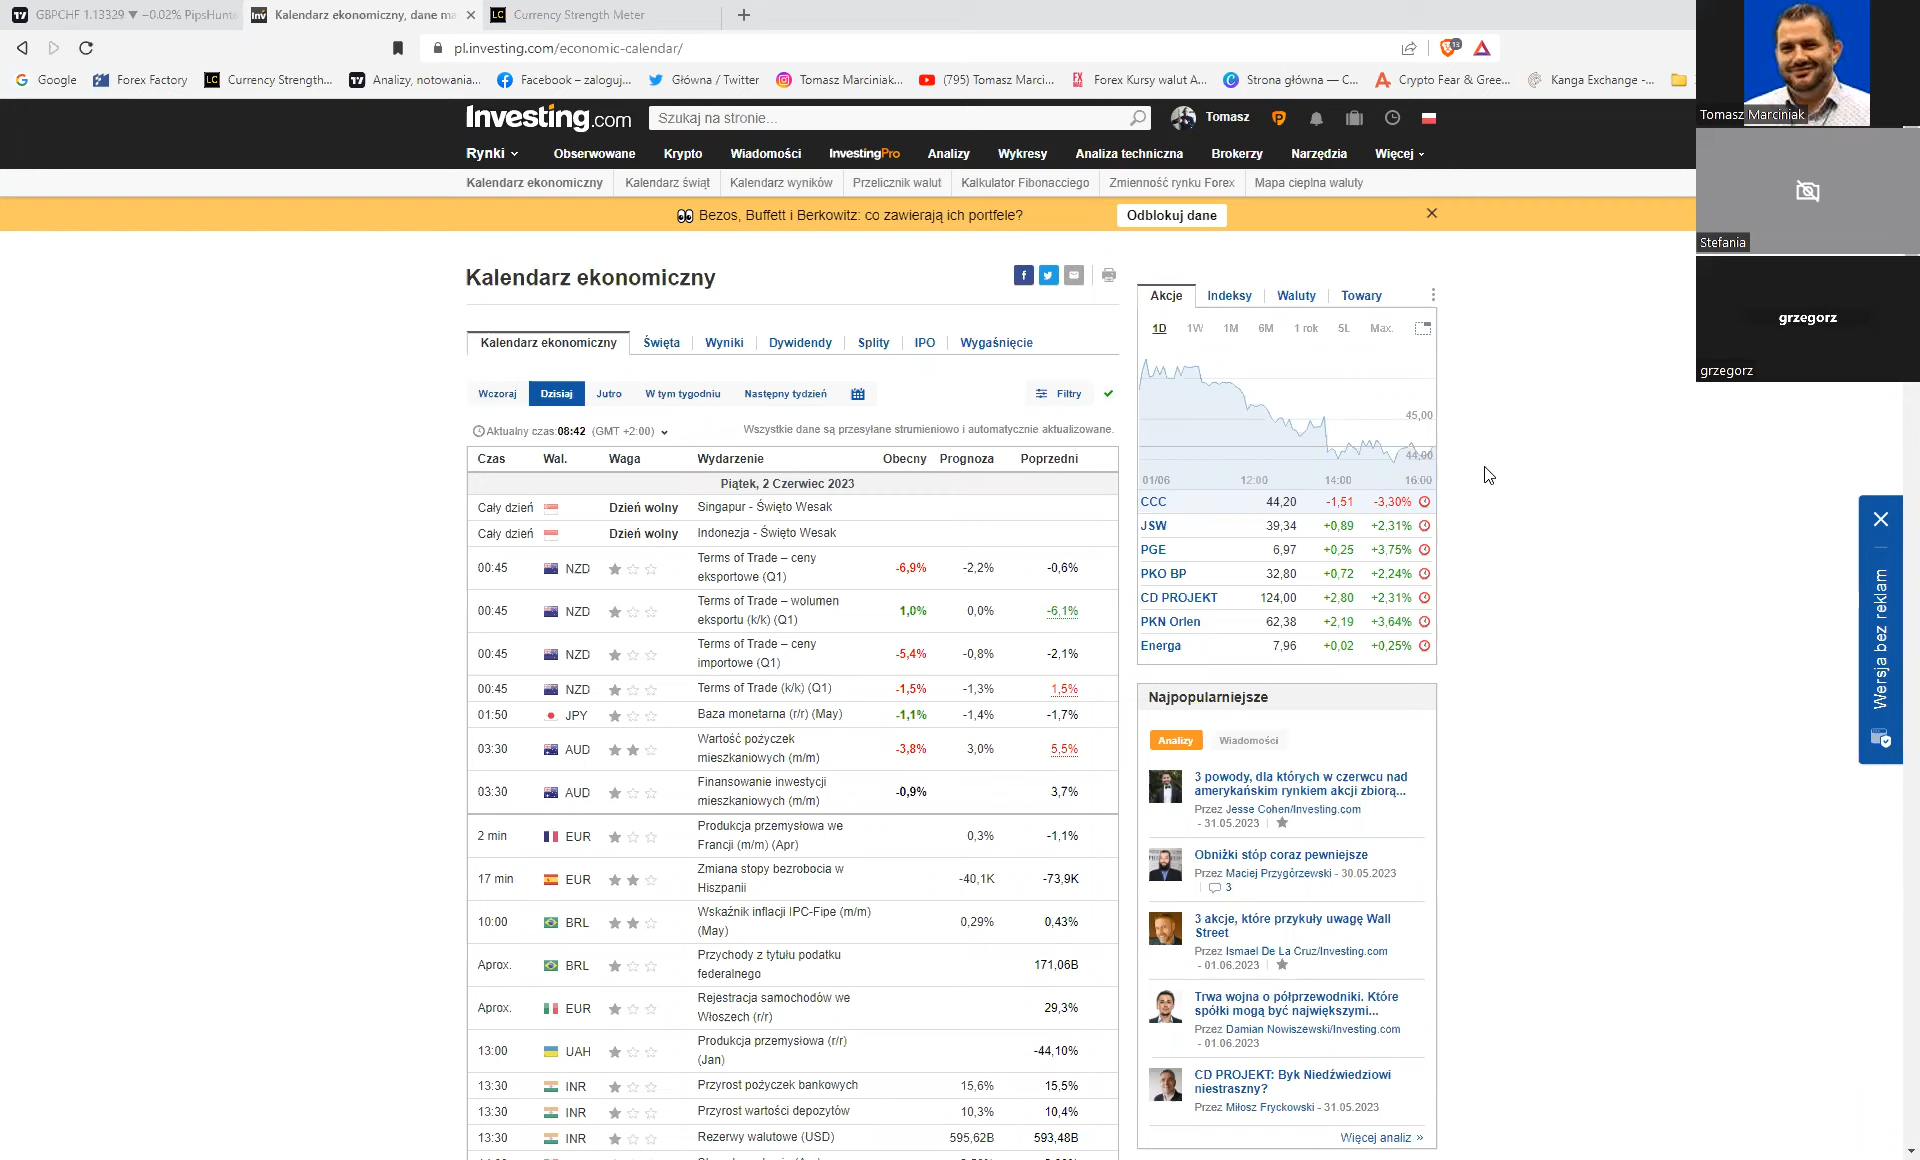 GBPCHF 1.13329 ▼ −0.02% PipsHunte
Kalendarz ekonomiczny, dane ma
Currency Strength Meter
pl.investing.com/economic-calendar/
13
Google
Forex Factory
Currency Strength...
Analizy, notowania...
Facebook – zaloguj...
Główna / Twitter
Tomasz Marciniak...
(795) Tomasz Marci...
Forex Kursy walut A...
Strona główna — C...
Crypto Fear & Gree...
Kanga Exchange -...
Investing.com
Szukaj na stronie...
Tomasz
Rynki
Obserwowane
Krypto
Wiadomości
InvestingPro
Analizy
Wykresy
Analiza techniczna
Brokerzy
Narzędzia
Więcej
Kalendarz ekonomiczny
Kalendarz świąt
Kalendarz wyników
Przelicznik walut
Kalkulator Fibonacciego
Zmienność rynku Forex
Mapa cieplna waluty
Bezos, Buffett i Berkowitz: co zawierają ich portfele?
Odblokuj dane
Kalendarz ekonomiczny
Kalendarz ekonomiczny
Święta
Wyniki
Dywidendy
Splity
IPO
Wygaśnięcie
Wczoraj
Dzisiaj
Jutro
W tym tygodniu
Następny tydzień
Filtry
Aktualny czas:08:42 (GMT +2:00)
Wszystkie dane są przesyłane strumieniowo i automatycznie aktualizowane.
Czas Wal. Waga Wydarzenie Obecny Prognoza Poprzedni
Piątek, 2 Czerwiec 2023
Cały dzień Dzień wolny Singapur - Święto Wesak
Cały dzień Dzień wolny Indonezja - Święto Wesak
00:45 NZD Terms of Trade – ceny
eksportowe (Q1) -6,9% -2,2% -0,6%
00:45 NZD Terms of Trade – wolumen
eksportu (k/k) (Q1) 1,0% 0,0% -6,1%
00:45 NZD Terms of Trade – ceny
importowe (Q1) -5,4% -0,8% -2,1%
00:45 NZD Terms of Trade (k/k) (Q1) -1,5% -1,3% 1,5%
01:50 JPY Baza monetarna (r/r) (May) -1,1% -1,4% -1,7%
03:30 AUD Wartość pożyczek
mieszkaniowych (m/m) -3,8% 3,0% 5,5%
03:30 AUD Finansowanie inwestycji
mieszkaniowych (m/m) -0,9% 3,7%
2 min EUR Produkcja przemysłowa we
Francji (m/m) (Apr) 0,3% -1,1%
17 min EUR Zmiana stopy bezrobocia w
Hiszpanii -40,1K -73,9K
10:00 BRL Wskaźnik inflacji IPC-Fipe (m/m)
(May) 0,29% 0,43%
Aprox. BRL Przychody z tytułu podatku
federalnego 171,06B
Aprox. EUR Rejestracja samochodów we
Włoszech (r/r) 29,3%
13:00 UAH Produkcja przemysłowa (r/r)
(Jan) -44,10%
13:30 INR Przyrost pożyczek bankowych 15,6% 15,5%
13:30 INR Przyrost wartości depozytów 10,3% 10,4%
13:30 INR Rezerwy walutowe (USD) 595,62B 593,48B
Akcje
Indeksy
Waluty
Towary
1D 1W 1M 6M 1 rok 5L Max.
45,00
44,00
01/06 12:00 14:00 16:00
CCC 44,20 -1,51 -3,30%
JSW 39,34 +0,89 +2,31%
PGE 6,97 +0,25 +3,75%
PKO BP 32,80 +0,72 +2,24%
CD PROJEKT 124,00 +2,80 +2,31%
PKN Orlen 62,38 +2,19 +3,64%
Energa 7,96 +0,02 +0,25%
Najpopularniejsze
Analizy
Wiadomości
3 powody, dla których w czerwcu nad
amerykańskim rynkiem akcji zbiorą...
Przez Jesse Cohen/Investing.com
- 31.05.2023
Obniżki stóp coraz pewniejsze
Przez Maciej Przygórzewski - 30.05.2023
3
3 akcje, które przykuły uwagę Wall
Street
Przez Ismael De La Cruz/Investing.com
- 01.06.2023
Trwa wojna o półprzewodniki. Które
spółki mogą być największymi...
Przez Damian Nowiszewski/Investing.com
- 01.06.2023
CD PROJEKT: Byk Niedźwiedziowi
niestraszny?
Przez Miłosz Fryckowski - 31.05.2023
Więcej analiz »
Wersja bez reklam
Tomasz Marciniak
Stefania
grzegorz
grzegorz